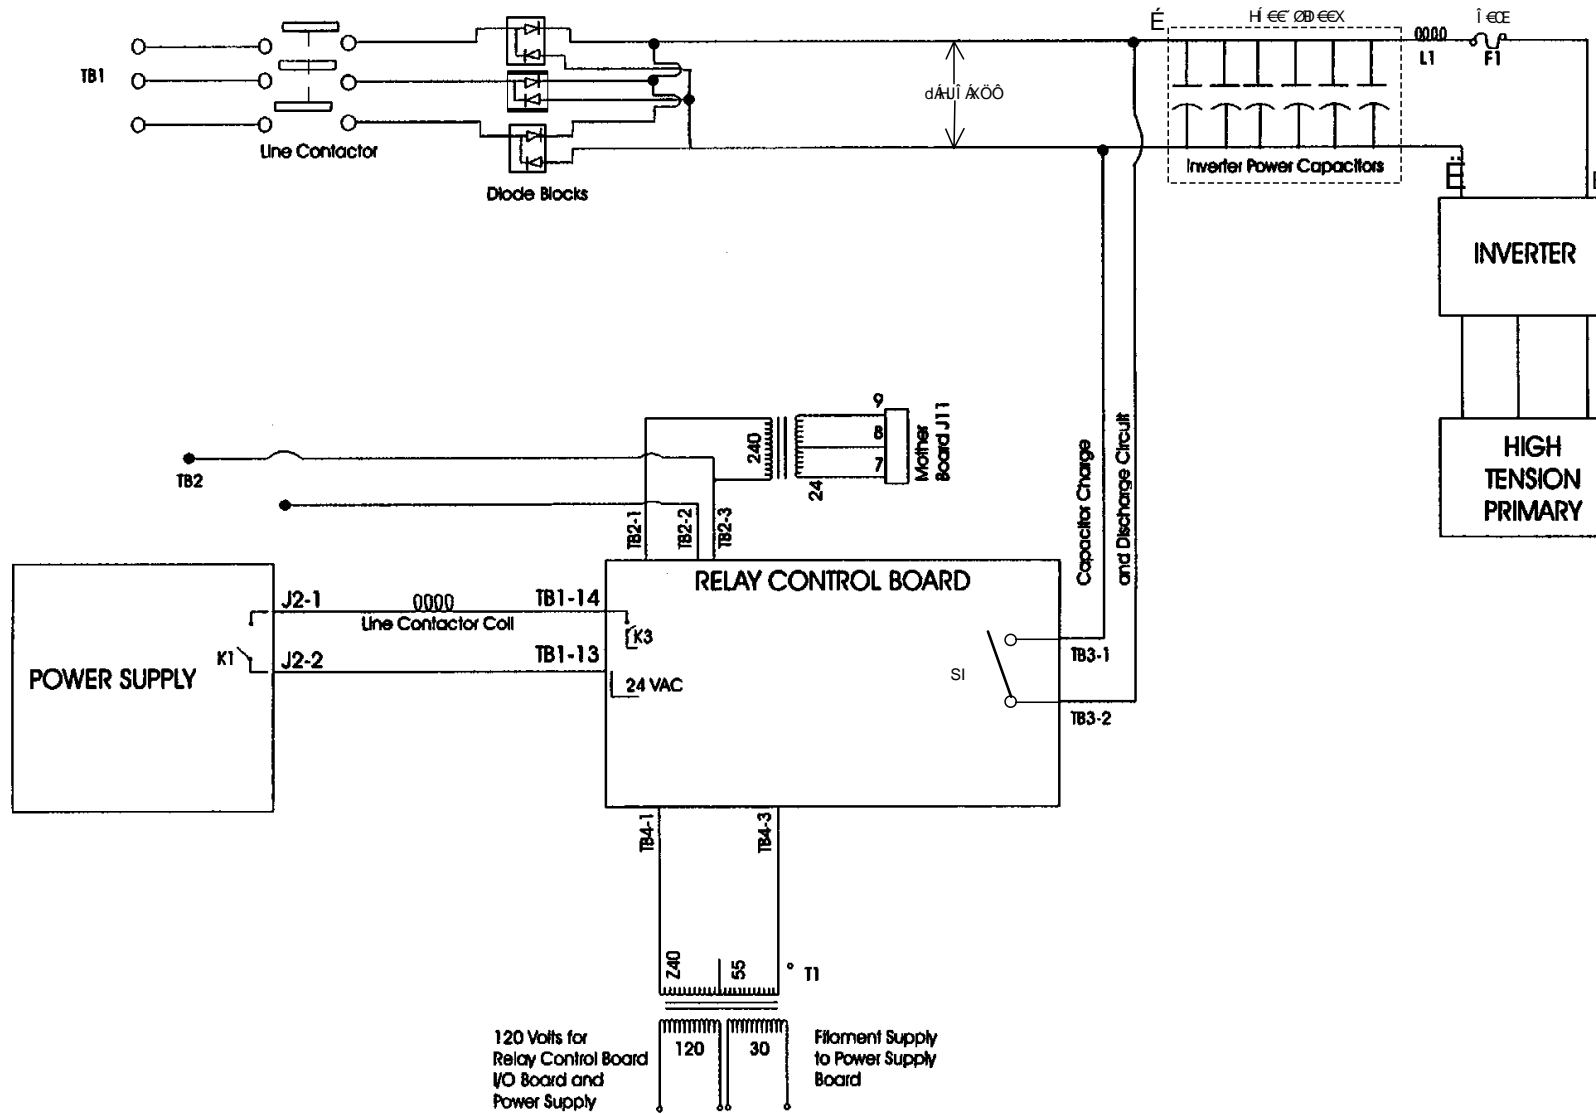 TB1
Line Contactor
Diode Blocks
L1
F1
Inverter Power Capacitors
INVERTER
HIGH
TENSION
PRIMARY
TB2
240
24
9
8
7
Mother
Board J11
TB2-1
TB2-2
TB2-3
Capacitor Charge
and Discharge Circuit
POWER SUPPLY
K1
J2-1
J2-2
Line Contactor Coil
TB1-14
TB1-13
RELAY CONTROL BOARD
K3
24 VAC
TB3-1
TB3-2
TB4-1
TB4-3
Z40
55
T1
120 Volts for
Relay Control Board
I/O Board and
Power Supply
120
30
Filament Supply
to Power Supply
Board